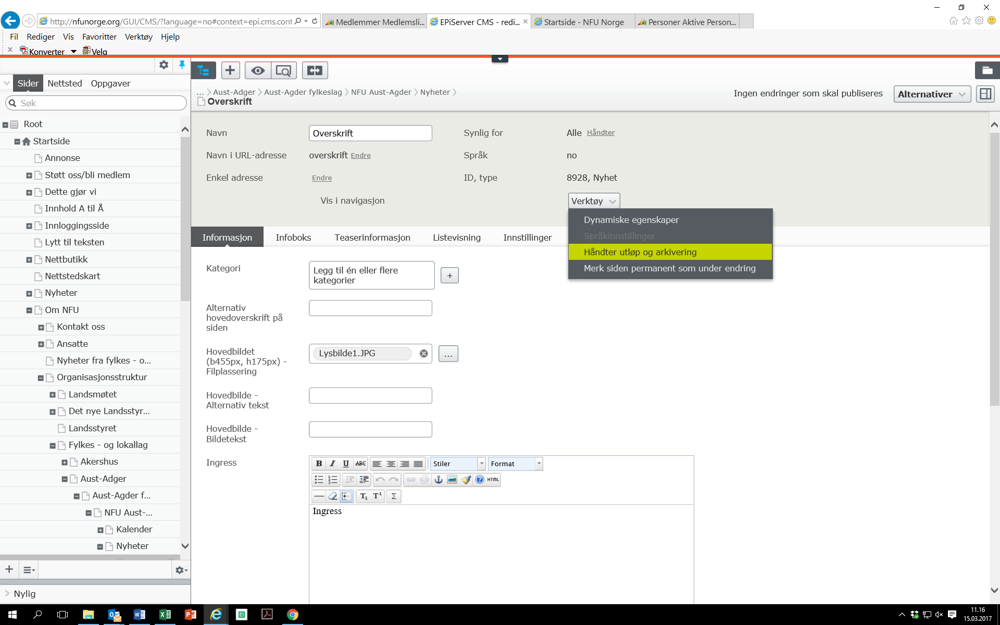 http://nfunorge.org/GUI/CMS/?language=no#context=epi.cms.cont
Medlemmer Medlemsli...
EPiServer CMS - redi...
Startside - NFU Norge
Personer Aktive Person...
Fil Rediger Vis Favoritter Verktøy Hjelp
x Konverter Velg
Sider Nettsted Oppgaver
Søk
Root
Startside
Annonse
Støtt oss/bli medlem
Dette gjør vi
Innhold A til Å
Innloggingsside
Lytt til teksten
Nettbutikk
Nettstedskart
Nyheter
Om NFU
Kontakt oss
Ansatte
Nyheter fra fylkes - o...
Organisasjonsstruktur
Landsmøtet
Det nye Landsstyr...
Landsstyret
Fylkes - og lokallag
Akershus
Aust-Adger
Aust-Agder f...
NFU Aust-...
Kalender
Nyheter
Nylig
... Aust-Adger Aust-Agder fylkeslag NFU Aust-Agder Nyheter
Overskrift
Ingen endringer som skal publiseres
Alternativer
Navn Overskrift
Synlig for Alle Håndter
Navn i URL-adresse overskrift Endre
Språk no
Enkel adresse Endre
ID, type 8928, Nyhet
Vis i navigasjon
Verktøy
Dynamiske egenskaper
Språkinnstillinger
Håndter utløp og arkivering
Merk siden permanent som under endring
Informasjon Infoboks Teaserinformasjon Listevisning Innstillinger
Kategori
Legg til én eller flere
kategorier
+
Alternativ
hovedoverskrift på
siden
Hovedbildet
(b455px, h175px) -
Filplassering
Lysbilde1.JPG
...
Hovedbilde -
Alternativ tekst
Hovedbilde -
Bildetekst
Ingress
B I U ABC Stiler Format
HTML
T1 T1 Σ
Ingress
11.16
15.03.2017